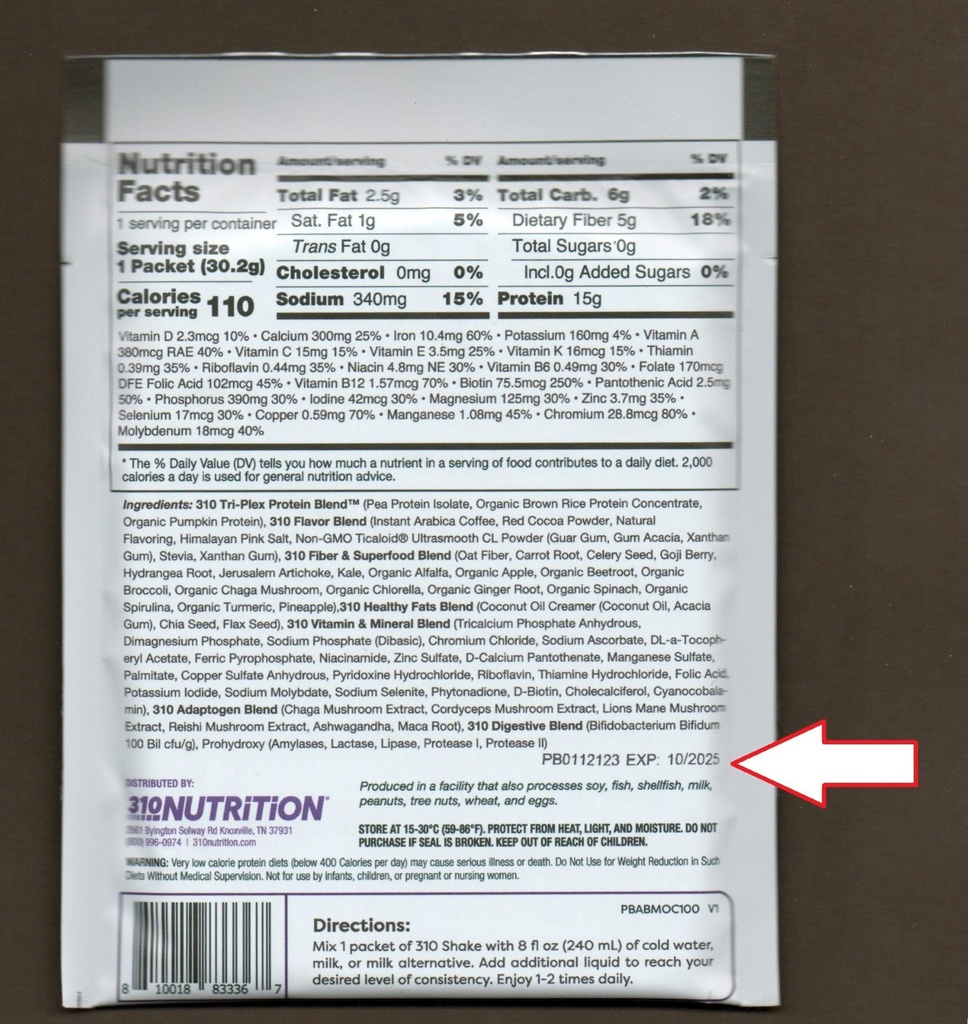 Nutrition Facts
1 serving per container
Serving size
1 Packet (30.2g)
Calories per serving 110
Amount/serving % DV
Total Fat 2.5g 3%
Sat. Fat 1g 5%
Trans Fat 0g
Cholesterol 0mg 0%
Sodium 340mg 15%
Amount/serving % DV
Total Carb. 6g 2%
Dietary Fiber 5g 18%
Total Sugars 0g
Incl.0g Added Sugars 0%
Protein 15g
Vitamin D 2.3mcg 10% • Calcium 300mg 25% • Iron 10.4mg 60% • Potassium 160mg 4% • Vitamin A
380mcg RAE 40% • Vitamin C 15mg 15% • Vitamin E 3.5mg 25% • Vitamin K 16mcg 15% • Thiamin
0.39mg 35% • Riboflavin 0.44mg 35% • Niacin 4.8mg NE 30% • Vitamin B6 0.49mg 30% • Folate 170mcg
DFE Folic Acid 102mcg 45% • Vitamin B12 1.57mcg 70% • Biotin 75.5mcg 250% • Pantothenic Acid 2.5mg
50% • Phosphorus 390mg 30% • Iodine 42mcg 30% • Magnesium 125mg 30% • Zinc 3.7mg 35% •
Selenium 17mcg 30% • Copper 0.59mg 70% • Manganese 1.08mg 45% • Chromium 28.8mcg 80% •
Molybdenum 18mcg 40%
* The % Daily Value (DV) tells you how much a nutrient in a serving of food contributes to a daily diet. 2,000
calories a day is used for general nutrition advice.
Ingredients: 310 Tri-Plex Protein Blend™ (Pea Protein Isolate, Organic Brown Rice Protein Concentrate,
Organic Pumpkin Protein), 310 Flavor Blend (Instant Arabica Coffee, Red Cocoa Powder, Natural
Flavoring, Himalayan Pink Salt, Non-GMO Ticaloid® Ultrasmooth CL Powder (Guar Gum, Gum Acacia, Xanthan
Gum), Stevia, Xanthan Gum), 310 Fiber & Superfood Blend (Oat Fiber, Carrot Root, Celery Seed, Goji Berry,
Hydrangea Root, Jerusalem Artichoke, Kale, Organic Alfalfa, Organic Apple, Organic Beetroot, Organic
Broccoli, Organic Chaga Mushroom, Organic Chlorella, Organic Ginger Root, Organic Spinach, Organic
Spirulina, Organic Turmeric, Pineapple),310 Healthy Fats Blend (Coconut Oil Creamer (Coconut Oil, Acacia
Gum), Chia Seed, Flax Seed), 310 Vitamin & Mineral Blend (Tricalcium Phosphate Anhydrous,
Dimagnesium Phosphate, Sodium Phosphate (Dibasic), Chromium Chloride, Sodium Ascorbate, DL-a-Tocoph-
eryl Acetate, Ferric Pyrophosphate, Niacinamide, Zinc Sulfate, D-Calcium Pantothenate, Manganese Sulfate,
Palmitate, Copper Sulfate Anhydrous, Pyridoxine Hydrochloride, Riboflavin, Thiamine Hydrochloride, Folic Acid,
Potassium Iodide, Sodium Molybdate, Sodium Selenite, Phytonadione, D-Biotin, Cholecalciferol, Cyanocobala-
min), 310 Adaptogen Blend (Chaga Mushroom Extract, Cordyceps Mushroom Extract, Lions Mane Mushroom
Extract, Reishi Mushroom Extract, Ashwagandha, Maca Root), 310 Digestive Blend (Bifidobacterium Bifidum
100 Bil cfu/g), Prohydroxy (Amylases, Lactase, Lipase, Protease I, Protease II)
PB0112123 EXP: 10/2025
DISTRIBUTED BY:
310NUTRiTiON®
Byington Solway Rd Knoxville, TN 37931
(800) 996-0974 | 310nutrition.com
Produced in a facility that also processes soy, fish, shellfish, milk,
peanuts, tree nuts, wheat, and eggs.
STORE AT 15-30°C (59-86°F). PROTECT FROM HEAT, LIGHT, AND MOISTURE. DO NOT
PURCHASE IF SEAL IS BROKEN. KEEP OUT OF REACH OF CHILDREN.
WARNING: Very low calorie protein diets (below 400 Calories per day) may cause serious illness or death. Do Not Use for Weight Reduction in Such
Diets Without Medical Supervision. Not for use by infants, children, or pregnant or nursing women.
8 10018 83336 7
PBABMOC100 V1
Directions:
Mix 1 packet of 310 Shake with 8 fl oz (240 mL) of cold water,
milk, or milk alternative. Add additional liquid to reach your
desired level of consistency. Enjoy 1-2 times daily.